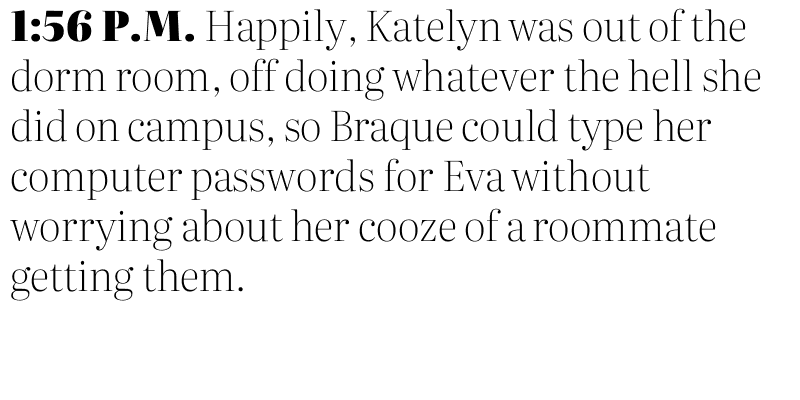 1:56 P.M. Happily, Katelyn was out of the
dorm room, off doing whatever the hell she
did on campus, so Braque could type her
computer passwords for Eva without
worrying about her cooze of a roommate
getting them.